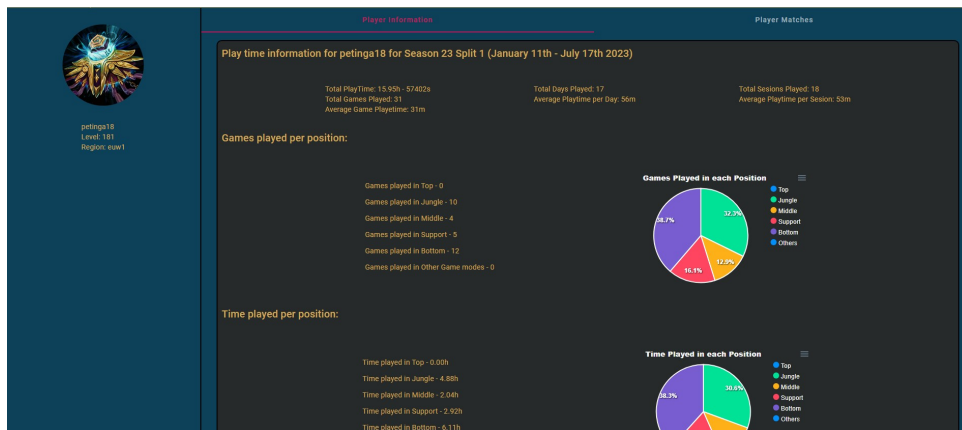 Player Information
Player Matches
petinga18
Level: 181
Region: euw1
Play time information for petinga18 for Season 23 Split 1 (January 11th - July 17th 2023)
Total PlayTime: 15.95h - 57402s
Total Games Played: 31
Average Game Playetime: 31m
Total Days Played: 17
Average Playtime per Day: 56m
Total Sesions Played: 18
Average Playtime per Sesion: 53m
Games played per position:
Games played in Top - 0
Games played in Jungle - 10
Games played in Middle - 4
Games played in Support - 5
Games played in Bottom - 12
Games played in Other Game modes - 0
Games Played in each Position
38.7%
32.3%
12.9%
16.1%
Top
Jungle
Middle
Support
Bottom
Others
Time played per position:
Time played in Top - 0.00h
Time played in Jungle - 4.88h
Time played in Middle - 2.04h
Time played in Support - 2.92h
Time played in Bottom - 6.11h
Time Played in each Position
38.3%
30.6%
Top
Jungle
Middle
Support
Bottom
Others